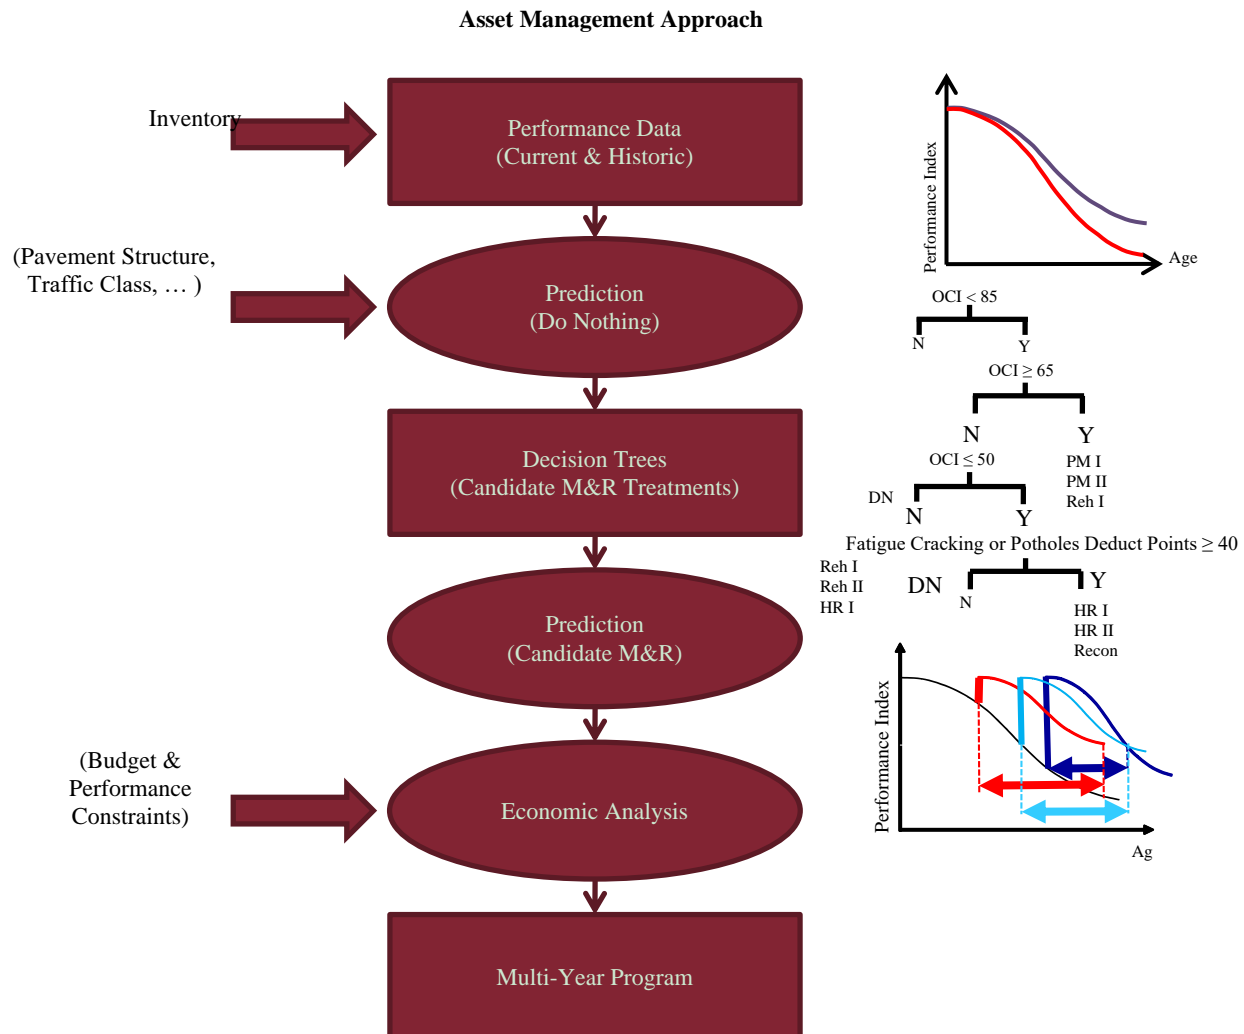 Asset Management Approach
Inventory
Performance Data
(Current & Historic)
(Pavement Structure,
Traffic Class, … )
Prediction
(Do Nothing)
Decision Trees
(Candidate M&R Treatments)
Prediction
(Candidate M&R)
(Budget &
Performance
Constraints)
Economic Analysis
Multi-Year Program
Performance Index
Age
OCI < 85
N
Y
OCI ≥ 65
N
Y
OCI ≤ 50
PM I
PM II
Reh I
DN
N
Y
Fatigue Cracking or Potholes Deduct Points ≥ 40
Reh I
Reh II
HR I
DN
N
Y
HR I
HR II
Recon
Performance Index
Ag